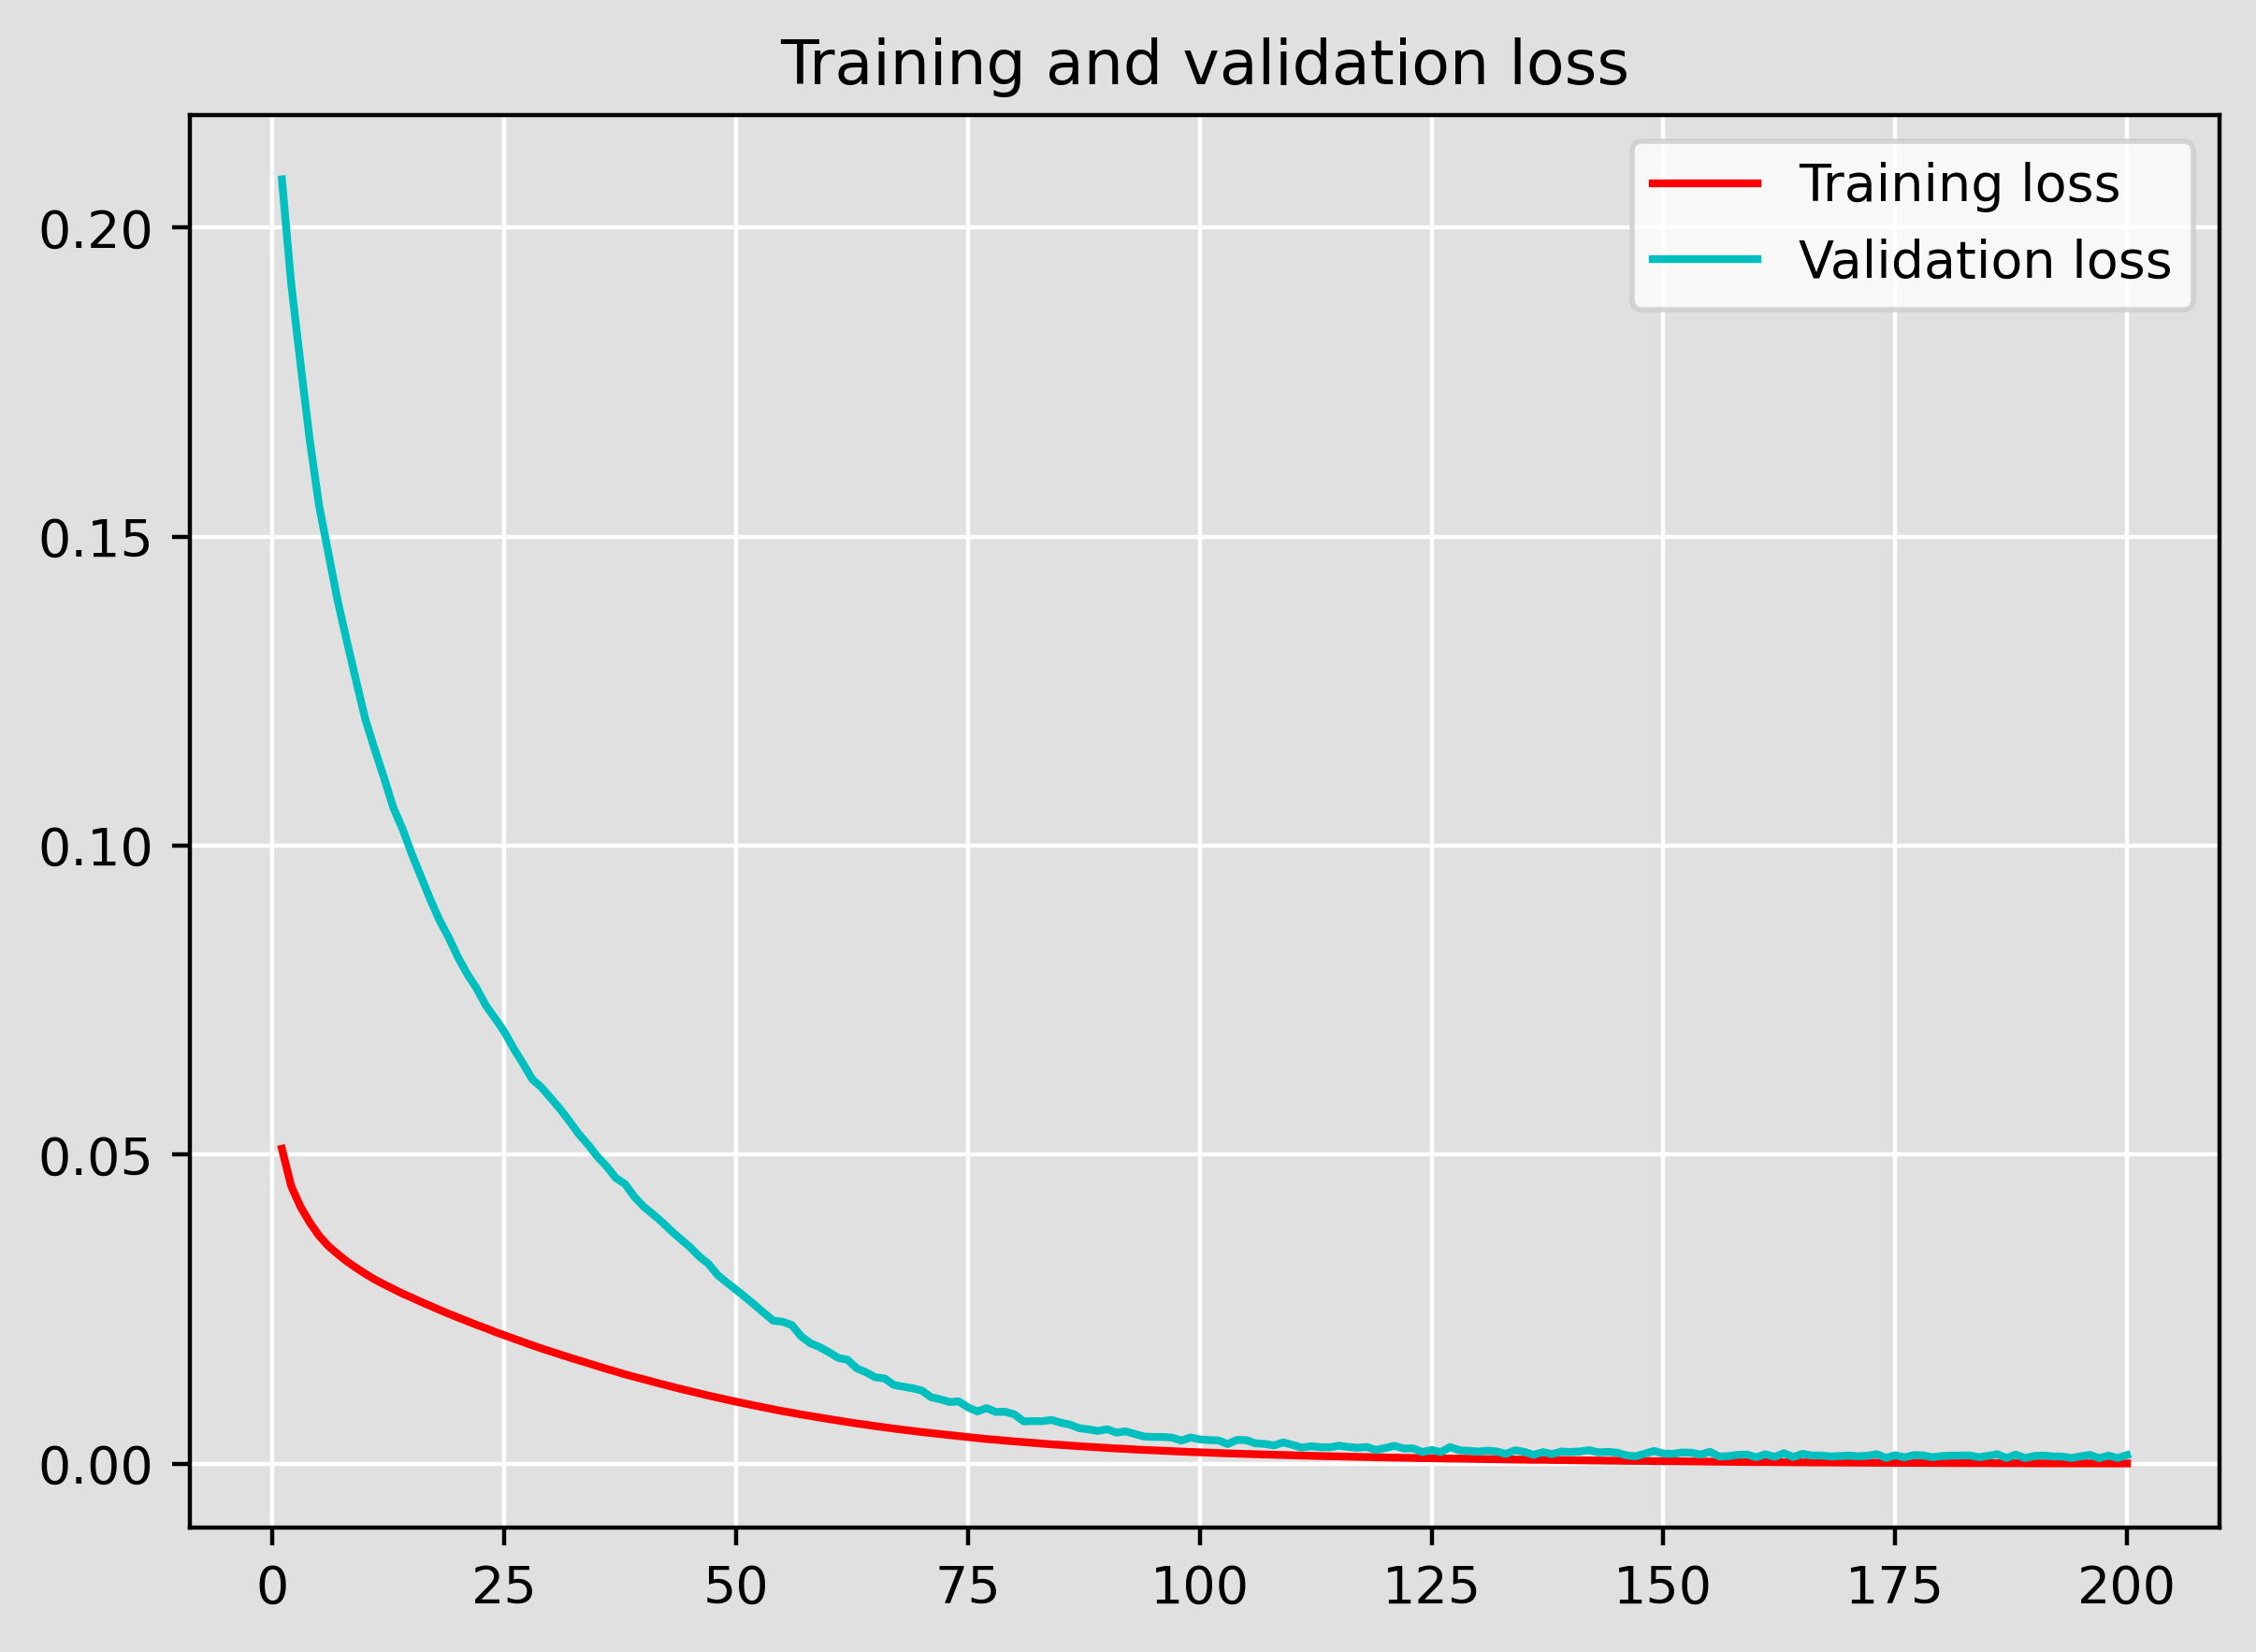 Training and validation loss
Training loss
Validation loss
0.20
0.15
0.10
0.05
0.00
0 25 50 75 100 125 150 175 200